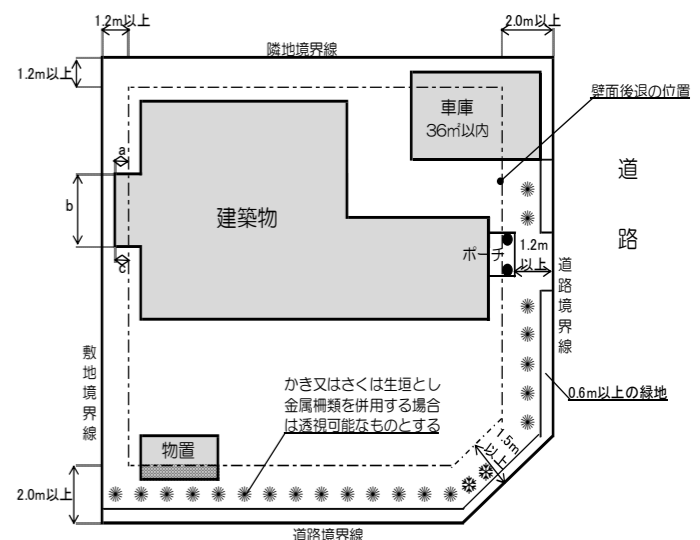 1.2m以上
2.0m以上
隣地境界線
1.2m以上
車庫
36㎡以内
壁面後退の位置
道路
a
b
c
建築物
ポーチ
1.2m
以上
道路境界線
敷地境界線
かき又はさくは生垣とし
金属柵類を併用する場合
は透視可能なものとする
0.6m以上の緑地
1.5m
以上
物置
2.0m以上
道路境界線